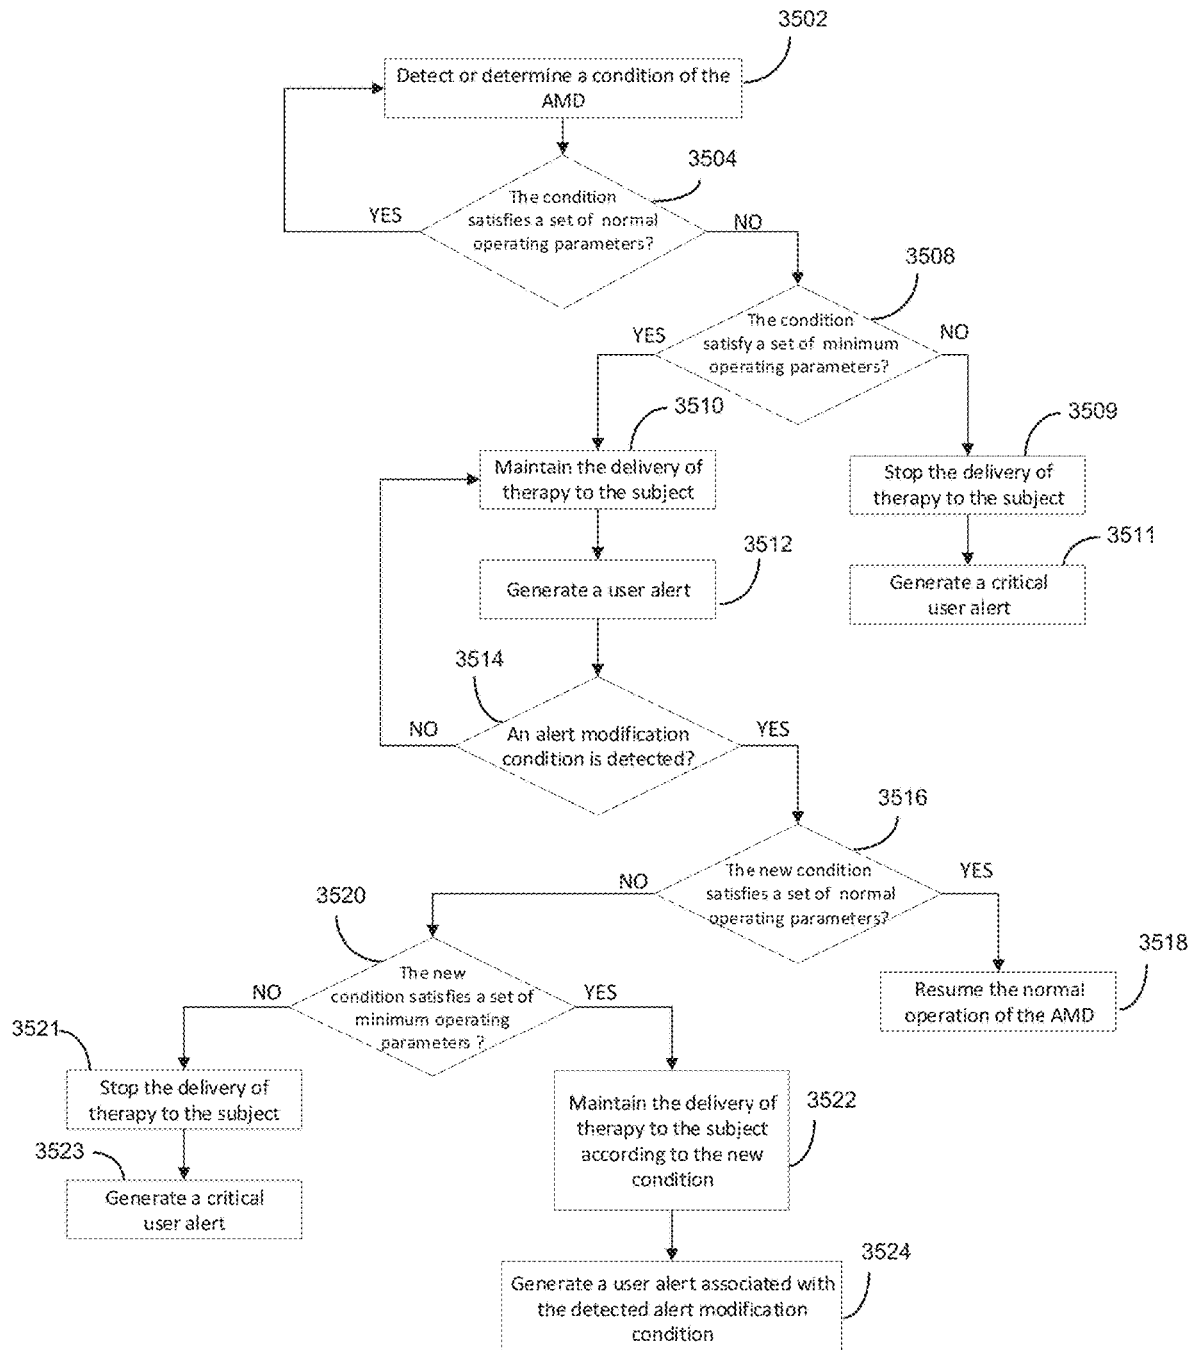 3502
Detect or determine a condition of the
AMD
3504
The condition
satisfies a set of normal
operating parameters?
YES
NO
3508
The condition
satisfy a set of minimum
operating parameters?
YES
NO
3510
Maintain the delivery of
therapy to the subject
3509
Stop the delivery of
therapy to the subject
3512
Generate a user alert
3511
Generate a critical
user alert
3514
An alert modification
condition is detected?
NO
YES
3516
The new condition
satisfies a set of normal
operating parameters?
NO
YES
3520
The new
condition satisfies a set of
minimum operating
parameters ?
NO
YES
3518
Resume the normal
operation of the AMD
3521
Stop the delivery of
therapy to the subject
3522
Maintain the delivery of
therapy to the subject
according to the new
condition
3523
Generate a critical
user alert
3524
Generate a user alert associated with
the detected alert modification
condition